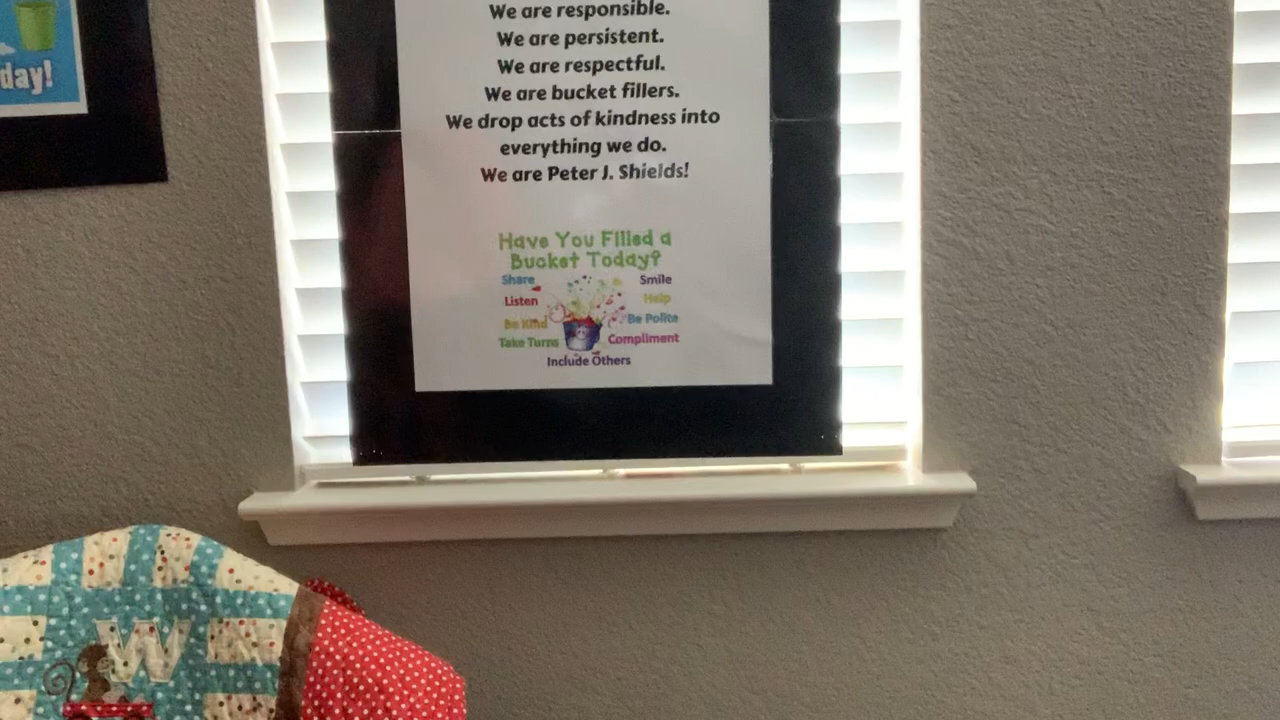 day!
We are responsible.
We are persistent.
We are respectful.
We are bucket fillers.
We drop acts of kindness into
everything we do.
We are Peter J. Shields!
Have You Filled a
Bucket Today?
Share Smile
Listen Help
Be Kind Be Polite
Take Turns Compliment
Include Others
W